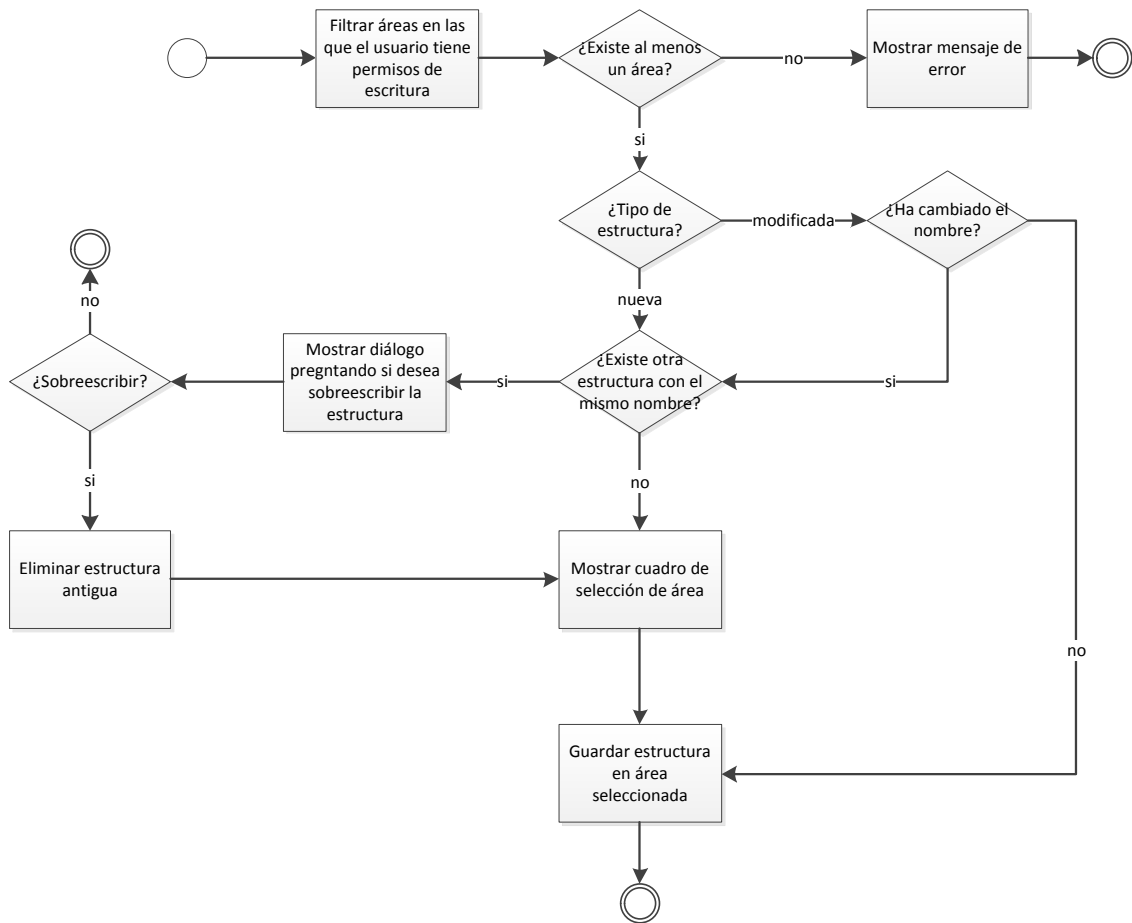 Filtrar áreas en las
que el usuario tiene
permisos de
escritura
¿Existe al menos
un área?
no
Mostrar mensaje de
error
si
¿Tipo de
estructura?
modificada
¿Ha cambiado el
nombre?
nueva
no
¿Sobreescribir?
Mostrar diálogo
pregntando si desea
sobreescribir la
estructura
si
¿Existe otra
estructura con el
mismo nombre?
si
si
no
Eliminar estructura
antigua
Mostrar cuadro de
selección de área
no
Guardar estructura
en área
seleccionada